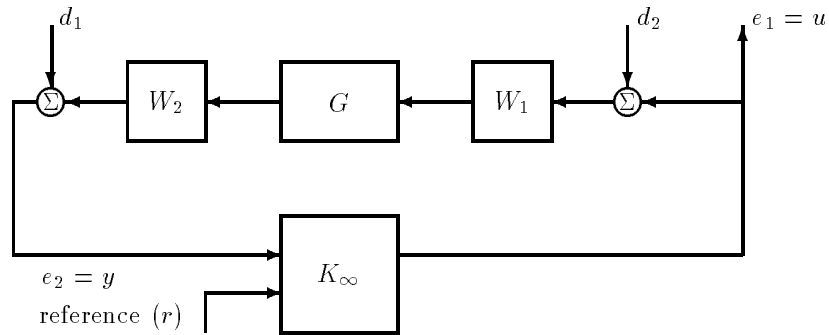 d₁
d₂
e₁ = u
Σ
W₂
G
W₁
Σ
e₂ = y
K∞
reference (r)